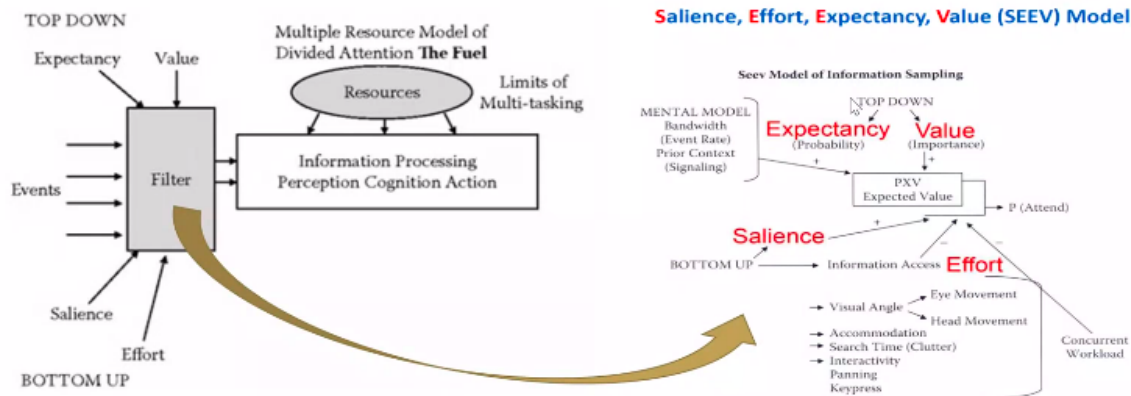 TOP DOWN
Expectancy Value
Multiple Resource Model of
Divided Attention The Fuel
Resources
Limits of
Multi-tasking
Events
Filter
Information Processing
Perception Cognition Action
Salience
Effort
BOTTOM UP
Salience, Effort, Expectancy, Value (SEEV) Model
Seev Model of Information Sampling
TOP DOWN
MENTAL MODEL
Bandwidth
(Event Rate)
Prior Context
(Signaling)
Expectancy
(Probability)
Value
(Importance)
+
+
PXV
Expected Value
P (Attend)
+
Salience
BOTTOM UP
Information Access Effort
–
–
Visual Angle
Eye Movement
Head Movement
Accommodation
Search Time (Clutter)
Interactivity
Panning
Keypress
Concurrent
Workload